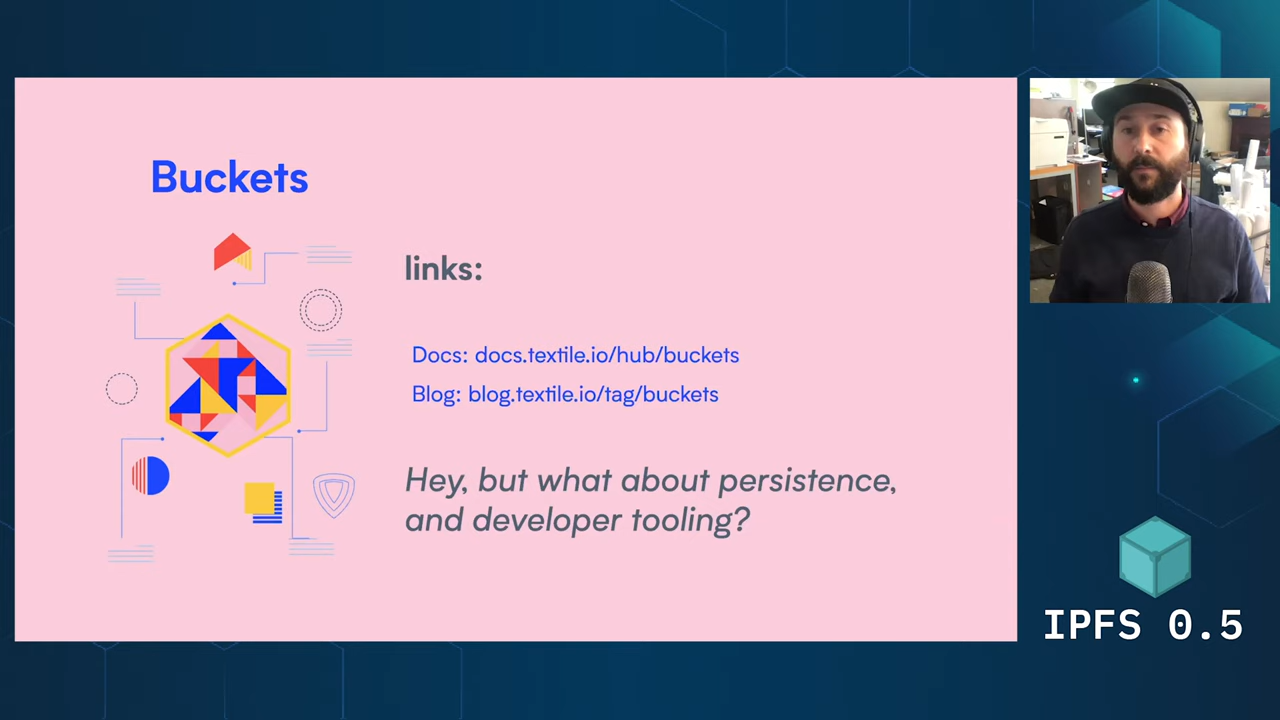 Buckets
links:
Docs: docs.textile.io/hub/buckets
Blog: blog.textile.io/tag/buckets
Hey, but what about persistence,
and developer tooling?
IPFS 0.5